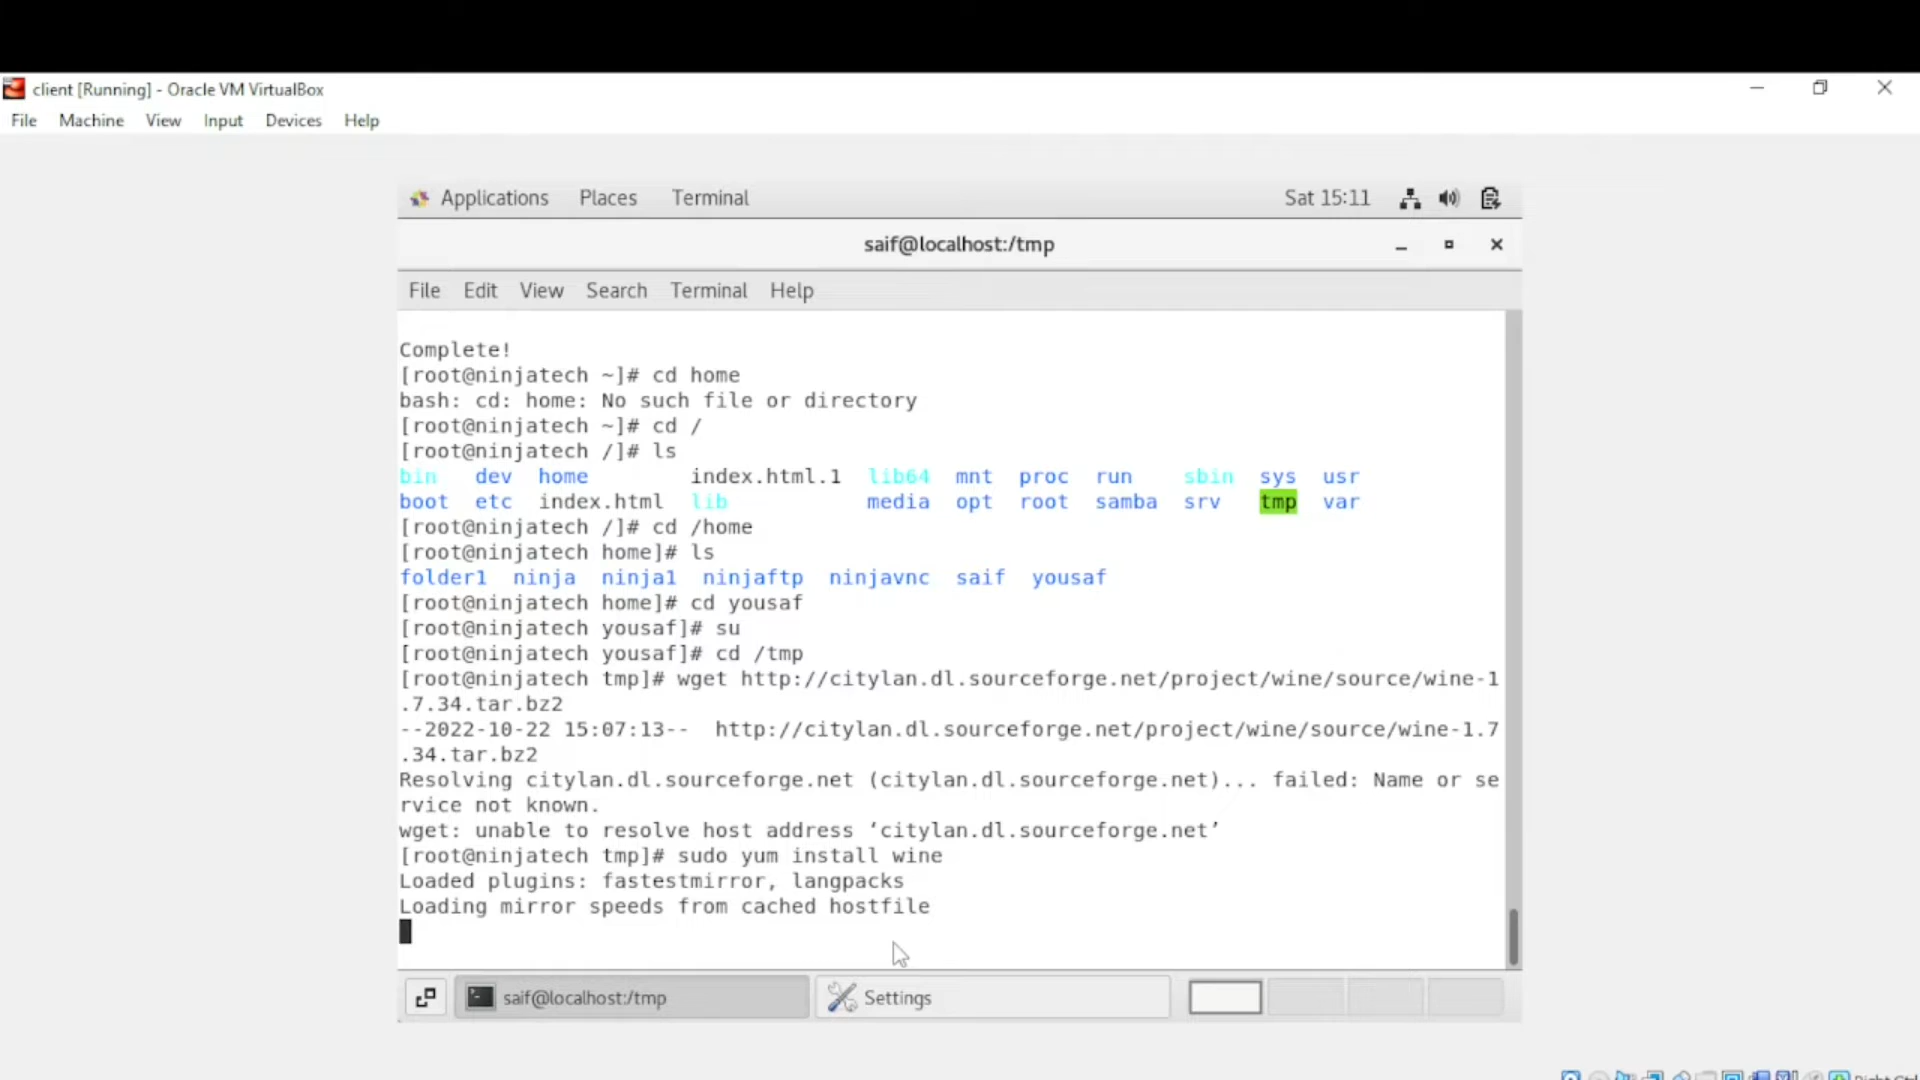 client [Running] - Oracle VM VirtualBox
File Machine View Input Devices Help
Applications Places Terminal Sat 15:11
saif@localhost:/tmp
File Edit View Search Terminal Help
Complete!
[root@ninjatech ~]# cd home
bash: cd: home: No such file or directory
[root@ninjatech ~]# cd /
[root@ninjatech /]# ls
bin dev home index.html.1 lib64 mnt proc run sbin sys usr
boot etc index.html lib media opt root samba srv tmp var
[root@ninjatech /]# cd /home
[root@ninjatech home]# ls
folder1 ninja ninja1 ninjaftp ninjavnc saif yousaf
[root@ninjatech home]# cd yousaf
[root@ninjatech yousaf]# su
[root@ninjatech yousaf]# cd /tmp
[root@ninjatech tmp]# wget http://citylan.dl.sourceforge.net/project/wine/source/wine-1
.7.34.tar.bz2
--2022-10-22 15:07:13-- http://citylan.dl.sourceforge.net/project/wine/source/wine-1.7
.34.tar.bz2
Resolving citylan.dl.sourceforge.net (citylan.dl.sourceforge.net)... failed: Name or se
rvice not known.
wget: unable to resolve host address ‘citylan.dl.sourceforge.net’
[root@ninjatech tmp]# sudo yum install wine
Loaded plugins: fastestmirror, langpacks
Loading mirror speeds from cached hostfile
saif@localhost:/tmp Settings